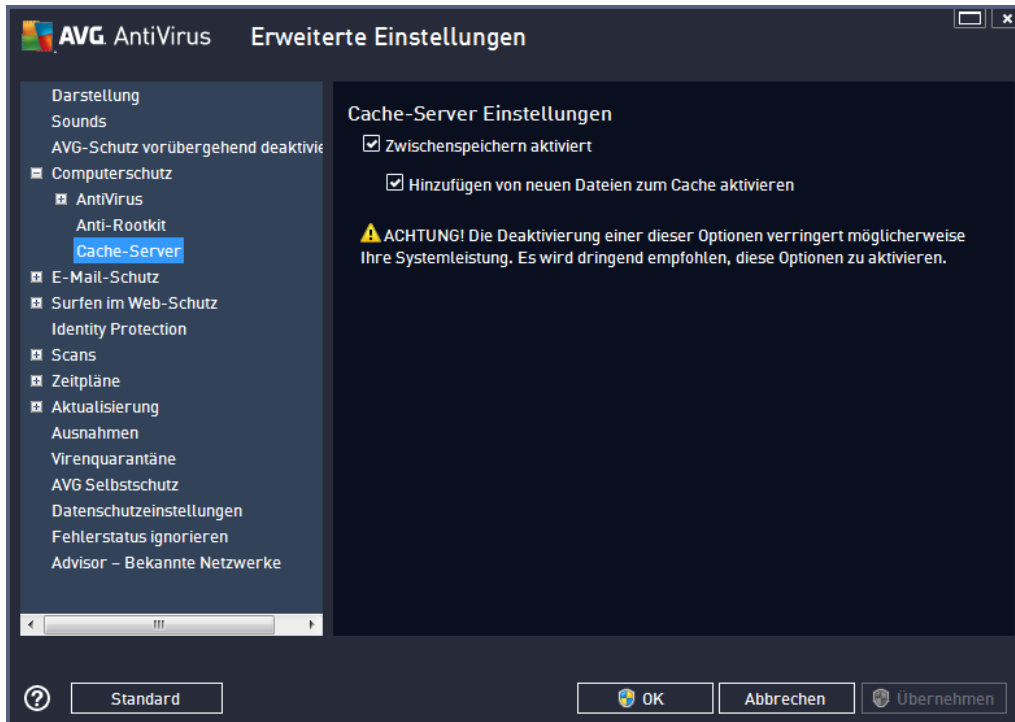 AVG AntiVirus Erweiterte Einstellungen
Darstellung
Sounds
AVG-Schutz vorübergehend deaktivie
Computerschutz
AntiVirus
Anti-Rootkit
Cache-Server
E-Mail-Schutz
Surfen im Web-Schutz
Identity Protection
Scans
Zeitpläne
Aktualisierung
Ausnahmen
Virenquarantäne
AVG Selbstschutz
Datenschutzeinstellungen
Fehlerstatus ignorieren
Advisor – Bekannte Netzwerke
Cache-Server Einstellungen
Zwischenspeichern aktiviert
Hinzufügen von neuen Dateien zum Cache aktivieren
ACHTUNG! Die Deaktivierung einer dieser Optionen verringert möglicherweise
Ihre Systemleistung. Es wird dringend empfohlen, diese Optionen zu aktivieren.
Standard
OK
Abbrechen
Übernehmen